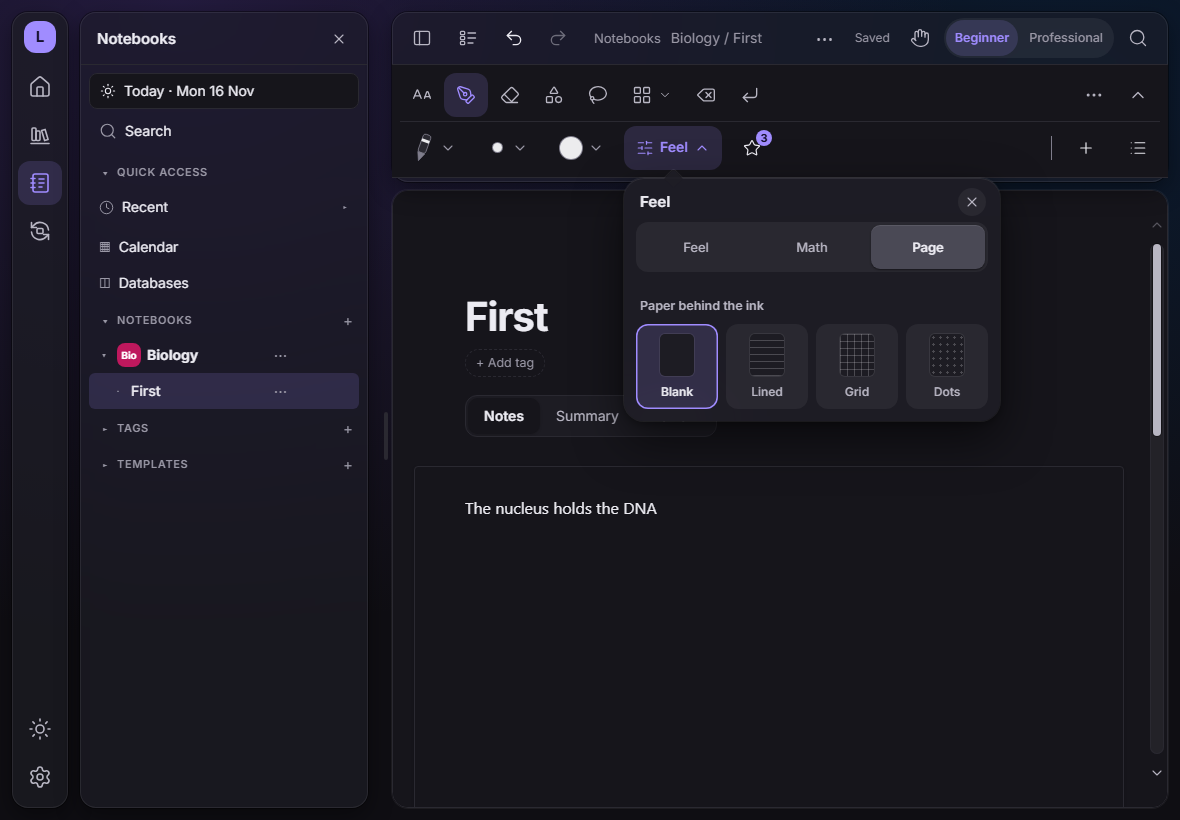 L
Notebooks
Today · Mon 16 Nov
Search
QUICK ACCESS
Recent
Calendar
Databases
NOTEBOOKS
Bio Biology
First
TAGS
TEMPLATES
Notebooks Biology / First
Saved
Beginner Professional
AA
Feel
3
Feel
Feel Math Page
Paper behind the ink
Blank Lined Grid Dots
First
+ Add tag
Notes Summary
The nucleus holds the DNA